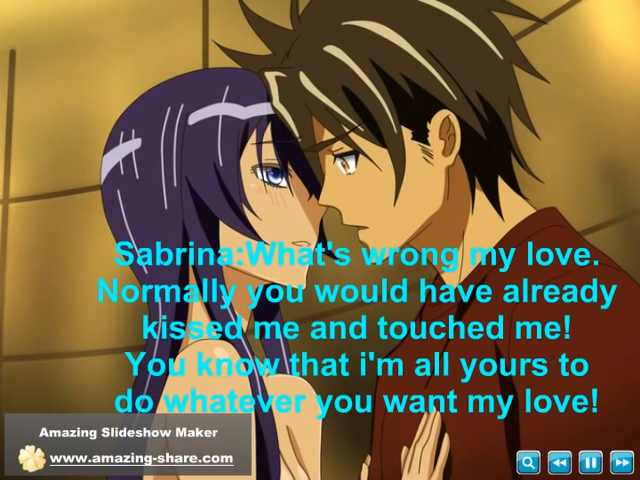 Sabrina:What's wrong my love.
Normally you would have already
kissed me and touched me!
You know that i'm all yours to
do whatever you want my love!
Amazing Slideshow Maker
www.amazing-share.com